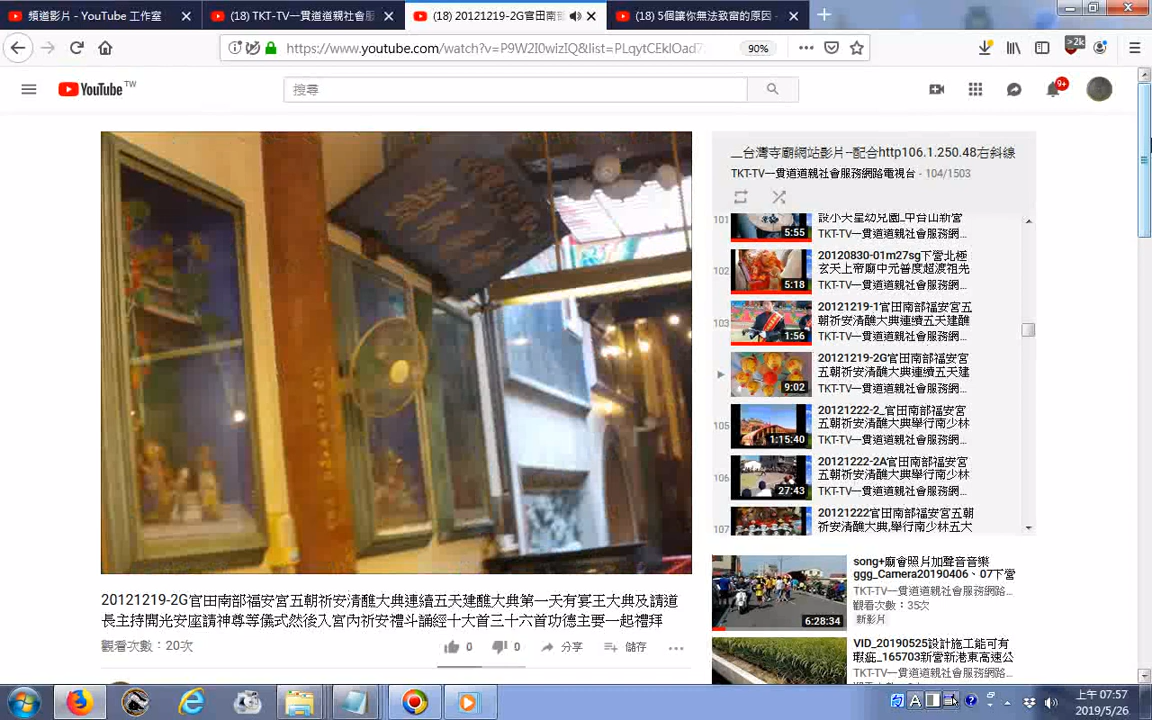 頻道影片 - YouTube 工作室
(18) TKT-TV一貫道道親社會服
(18) 20121219-2G官田南部
(18) 5個讓你無法致富的原因 -
https://www.youtube.com/watch?v=P9W2I0wizIQ&list=PLqytCEklOad7
90%
>2k
YouTube TW
搜尋
9+
__台灣寺廟網站影片--配合http106.1.250.48右斜線
TKT-TV一貫道道親社會服務網路電視台 - 104/1503
101
5:55
設小大星幼兒園_中台山新營
TKT-TV一貫道道親社會服務網...
102
5:18
20120830-01m27sg下營北極
玄天上帝廟中元普度超渡祖先
TKT-TV一貫道道親社會服務網...
103
1:56
20121219-1官田南部福安宮五
朝祈安清醮大典連續五天建醮
TKT-TV一貫道道親社會服務網...
9:02
20121219-2G官田南部福安宮
五朝祈安清醮大典連續五天建
TKT-TV一貫道道親社會服務網...
105
1:15:40
20121222-2_官田南部福安宮
五朝祈安清醮大典舉行南少林
TKT-TV一貫道道親社會服務網...
106
27:43
20121222-2A官田南部福安宮
五朝祈安清醮大典舉行南少林
TKT-TV一貫道道親社會服務網...
107
20121222官田南部福安宮五
朝祈安清醮大典,舉行南少林五大
6:28:34
song+廟會照片加聲音音樂
ggg_Camera20190406、07下營
TKT-TV一貫道道親社會服務網路...
觀看次數：35次
新影片
VID_20190525設計施工能可有
瑕疵_165703新營新港東高速公
TKT-TV一貫道道親社會服務網路...
20121219-2G官田南部福安宮五朝祈安清醮大典連續五天建醮大典第一天有宴王大典及請道
長主持開光安座請神尊等儀式然後入宮內祈安禮斗誦經十大首三十六首功德主要一起禮拜
觀看次數：20次
0
0
分享
儲存
上午 07:57
2019/5/26